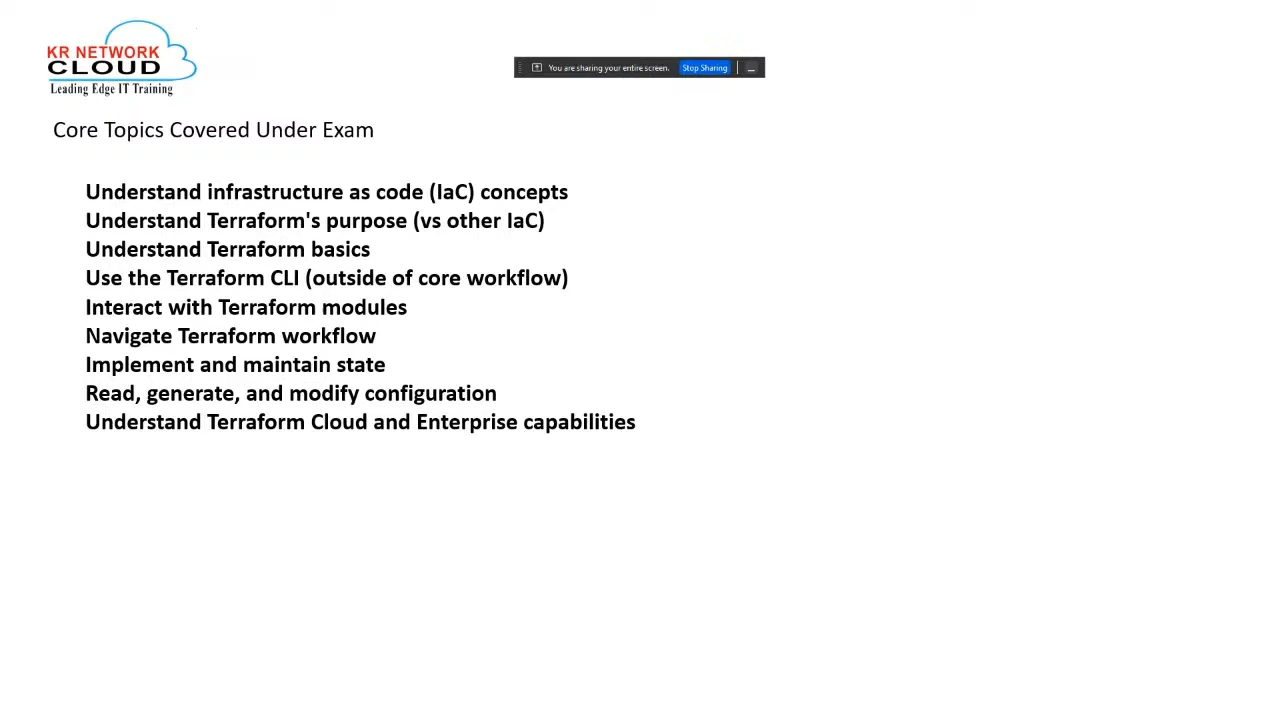 KR NETWORK
CLOUD
Leading Edge IT Training
You are sharing your entire screen. Stop Sharing
Core Topics Covered Under Exam
Understand infrastructure as code (IaC) concepts
Understand Terraform's purpose (vs other IaC)
Understand Terraform basics
Use the Terraform CLI (outside of core workflow)
Interact with Terraform modules
Navigate Terraform workflow
Implement and maintain state
Read, generate, and modify configuration
Understand Terraform Cloud and Enterprise capabilities